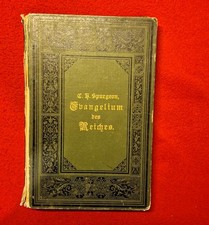 C. H. Spurgeon,
Evangelium
des
Reiches.